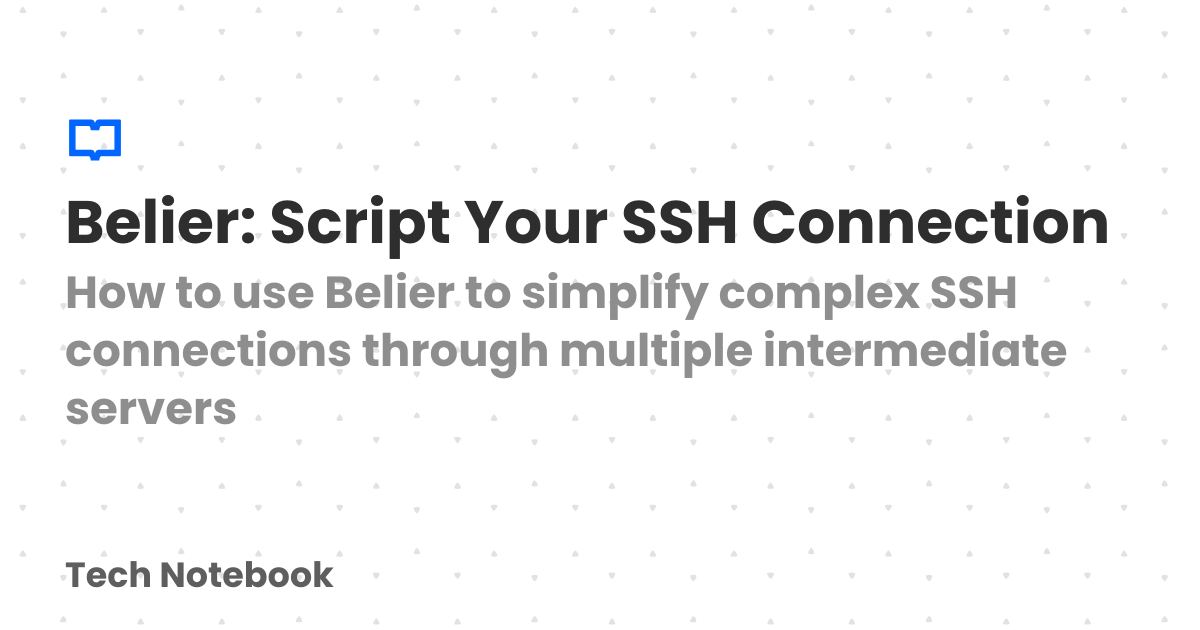 Belier: Script Your SSH Connection
How to use Belier to simplify complex SSH
connections through multiple intermediate
servers
Tech Notebook